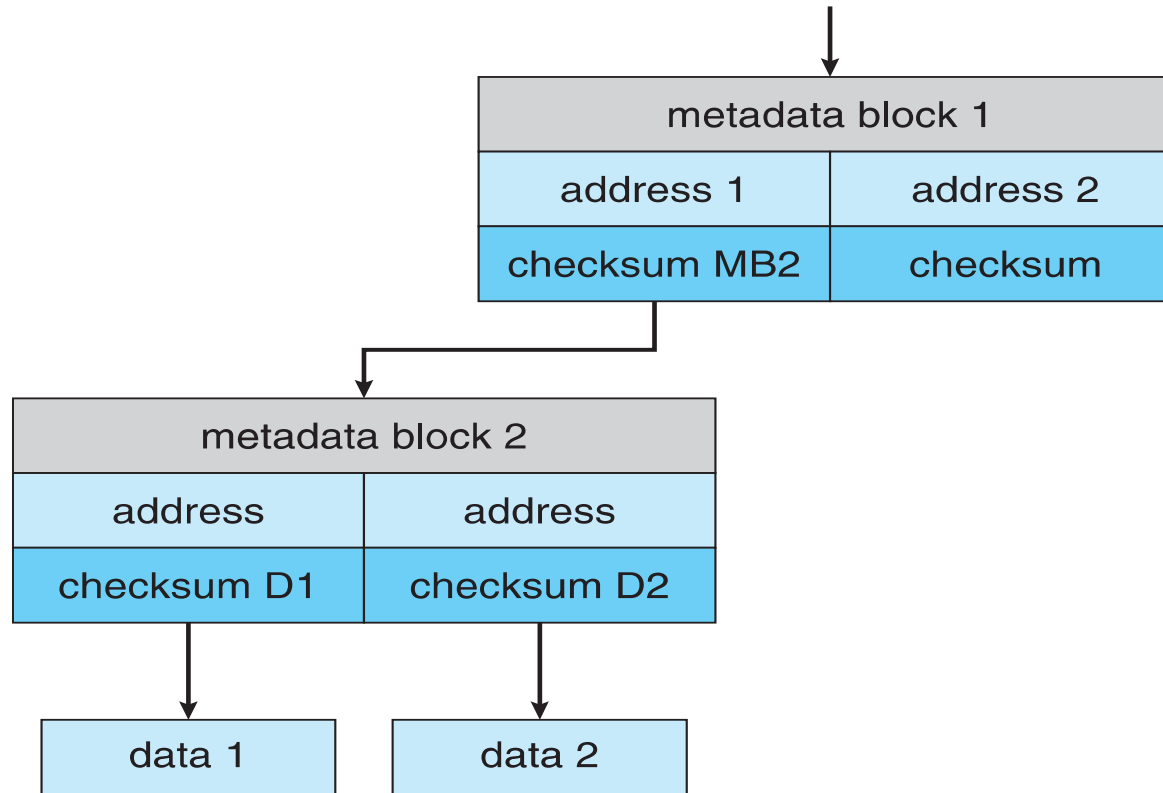 metadata block 1
address 1 address 2
checksum MB2 checksum
metadata block 2
address address
checksum D1 checksum D2
data 1 data 2